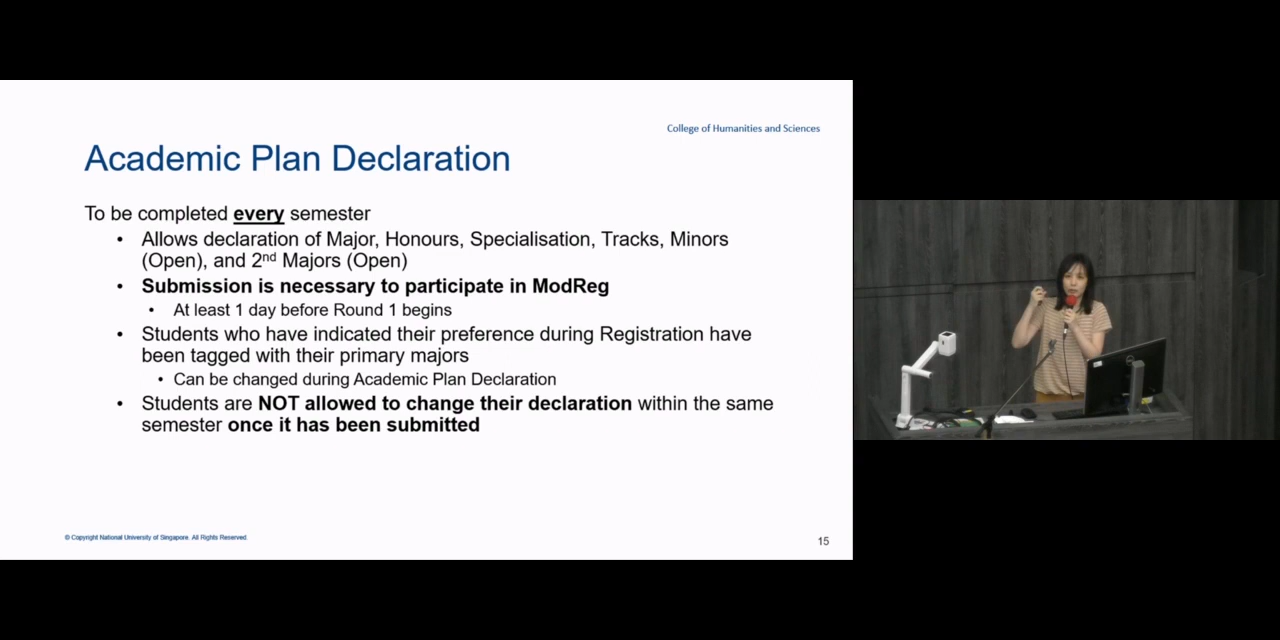 College of Humanities and Sciences
Academic Plan Declaration
To be completed every semester
• Allows declaration of Major, Honours, Specialisation, Tracks, Minors
(Open), and 2nd Majors (Open)
• Submission is necessary to participate in ModReg
• At least 1 day before Round 1 begins
• Students who have indicated their preference during Registration have
been tagged with their primary majors
• Can be changed during Academic Plan Declaration
• Students are NOT allowed to change their declaration within the same
semester once it has been submitted
© Copyright National University of Singapore. All Rights Reserved.
15